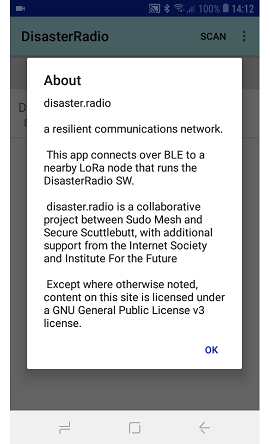 100% 14:12
DisasterRadio SCAN
D
About
disaster.radio
a resilient communications network.
This app connects over BLE to a
nearby LoRa node that runs the
DisasterRadio SW.
disaster.radio is a collaborative
project between Sudo Mesh and
Secure Scuttlebutt, with additional
support from the Internet Society
and Institute For the Future
Except where otherwise noted,
content on this site is licensed under
a GNU General Public License v3
license.
OK